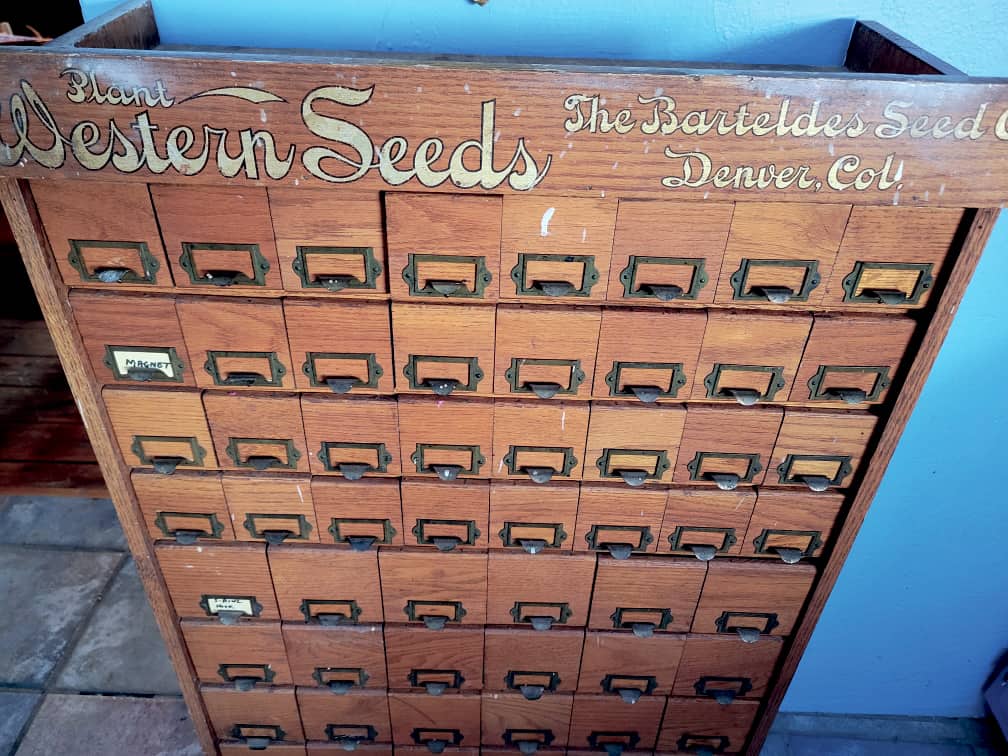 Plant
Western Seeds
The Barteldes Seed C
Denver, Col.
MAGNET